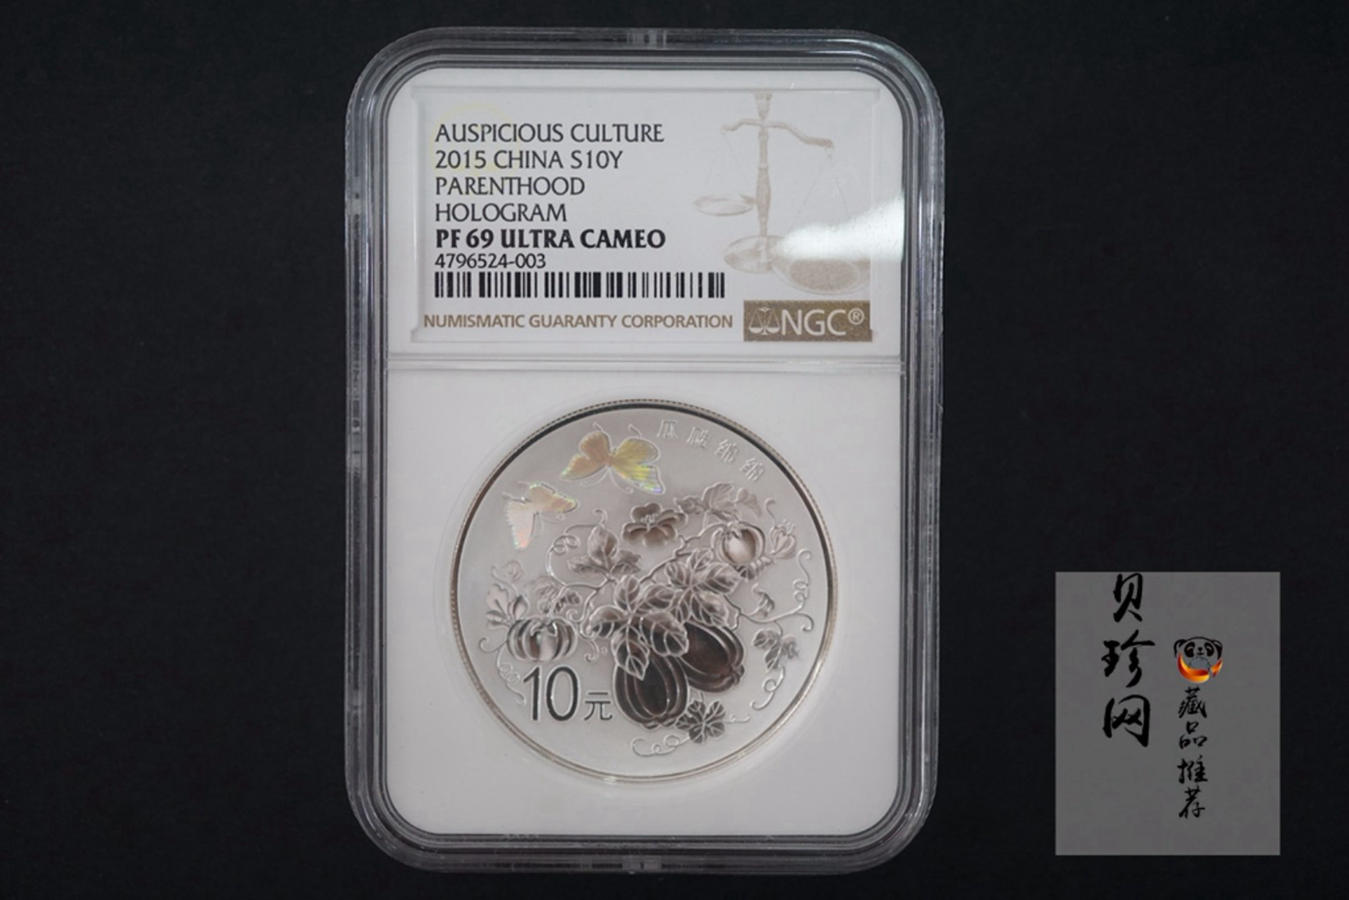 AUSPICIOUS CULTURE
2015 CHINA S10Y
PARENTHOOD
HOLOGRAM
PF 69 ULTRA CAMEO
4796524-003
NUMISMATIC GUARANTY CORPORATION
NGC®
瓜瓞绵绵
10元
贝珍网
藏品推荐